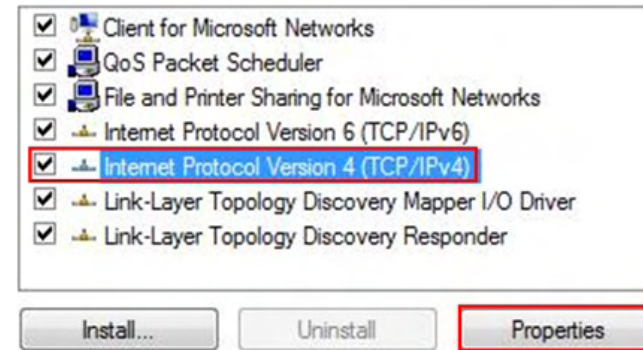 Client for Microsoft Networks
QoS Packet Scheduler
File and Printer Sharing for Microsoft Networks
Internet Protocol Version 6 (TCP/IPv6)
Internet Protocol Version 4 (TCP/IPv4)
Link-Layer Topology Discovery Mapper I/O Driver
Link-Layer Topology Discovery Responder
Install... Uninstall Properties